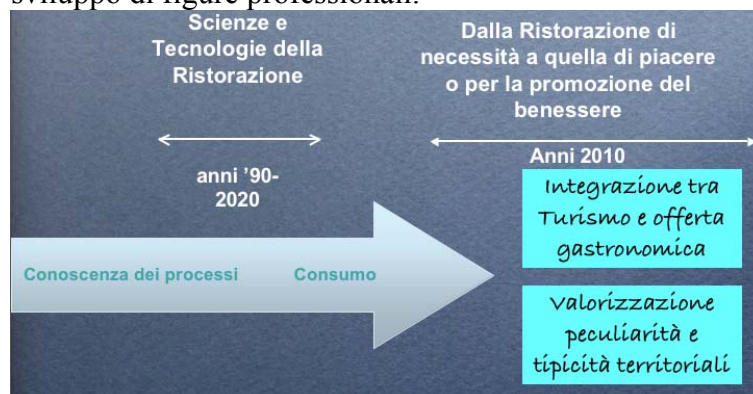 sviluppo di figure professionali.
Scienze e
Tecnologie della
Ristorazione
Dalla Ristorazione di
necessità a quella di piacere
o per la promozione del
benessere
anni '90-
2020
Anni 2010
Integrazione tra
Turismo e offerta
gastronomica
Conoscenza dei processi
Consumo
Valorizzazione
peculiarità e
tipicità territoriali